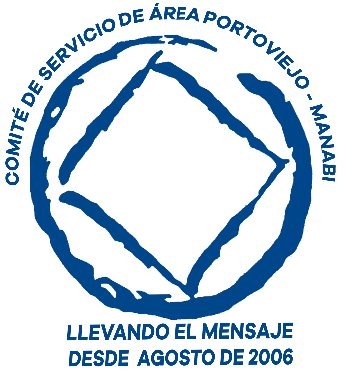 COMITÉ DE SERVICIO DE ÁREA PORTOVIEJO - MANABI
LLEVANDO EL MENSAJE
DESDE AGOSTO DE 2006